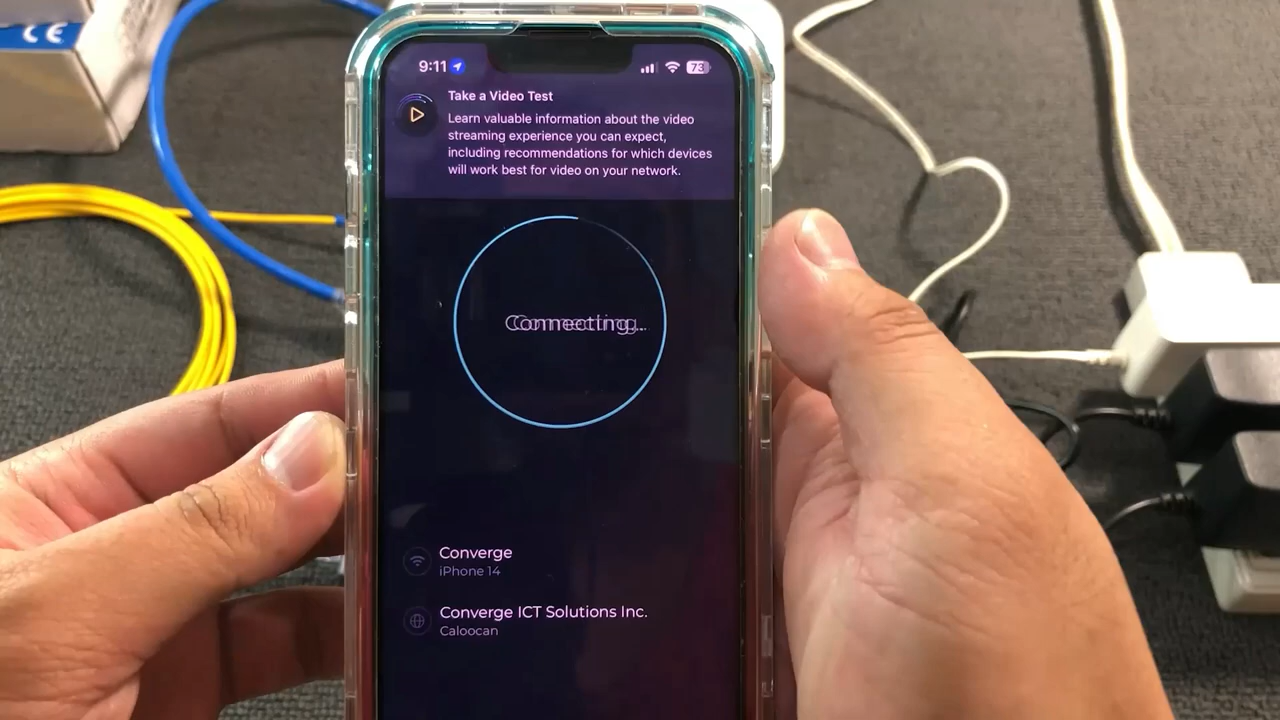 CE
9:11
73
Take a Video Test
Learn valuable information about the video
streaming experience you can expect,
including recommendations for which devices
will work best for video on your network.
Connecting...
Converge
iPhone 14
Converge ICT Solutions Inc.
Caloocan